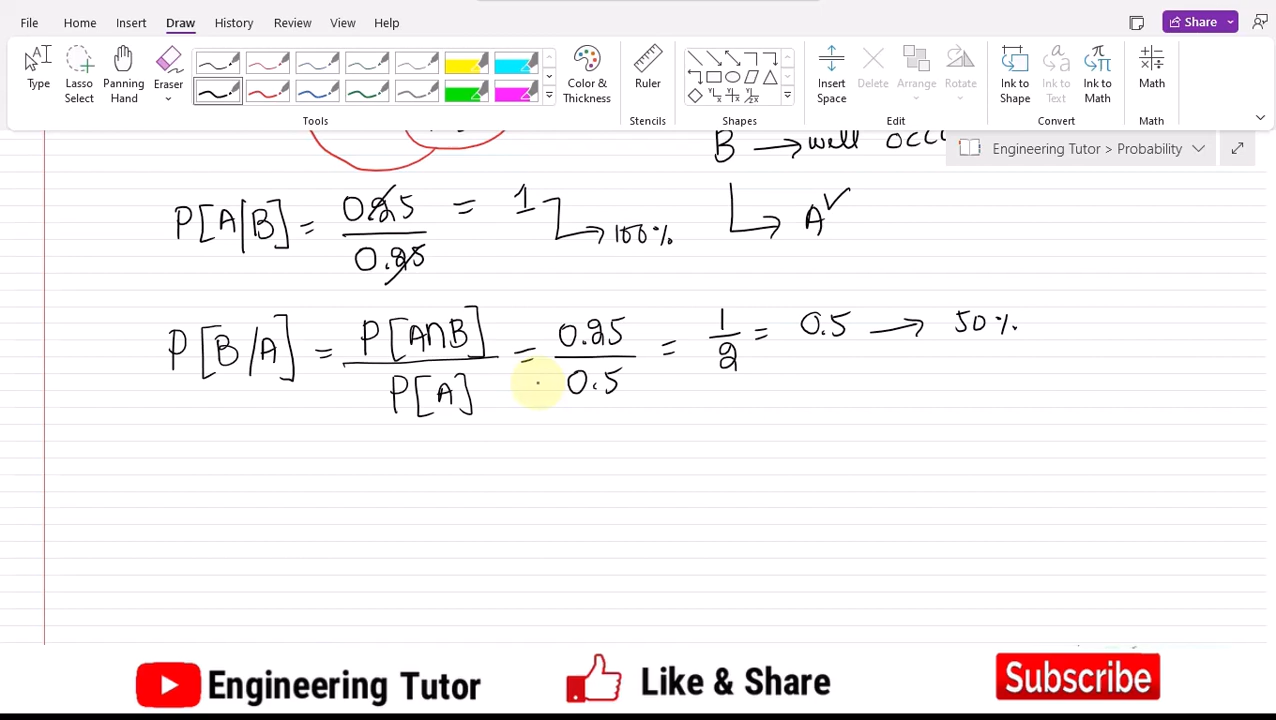 File Home Insert Draw History Review View Help Share
Type Lasso Select Panning Hand Eraser Color & Thickness Ruler Insert Space Delete Arrange Rotate Ink to Shape Ink to Text Ink to Math Math
Tools Stencils Shapes Edit Convert Math
Engineering Tutor > Probability
B → will
P[A|B] = 0.25/0.25 = 1 → 100% → A✓
P[B/A] = P[A∩B]/P[A] = 0.25/0.5 = 1/2 = 0.5 → 50%
Engineering Tutor Like & Share Subscribe